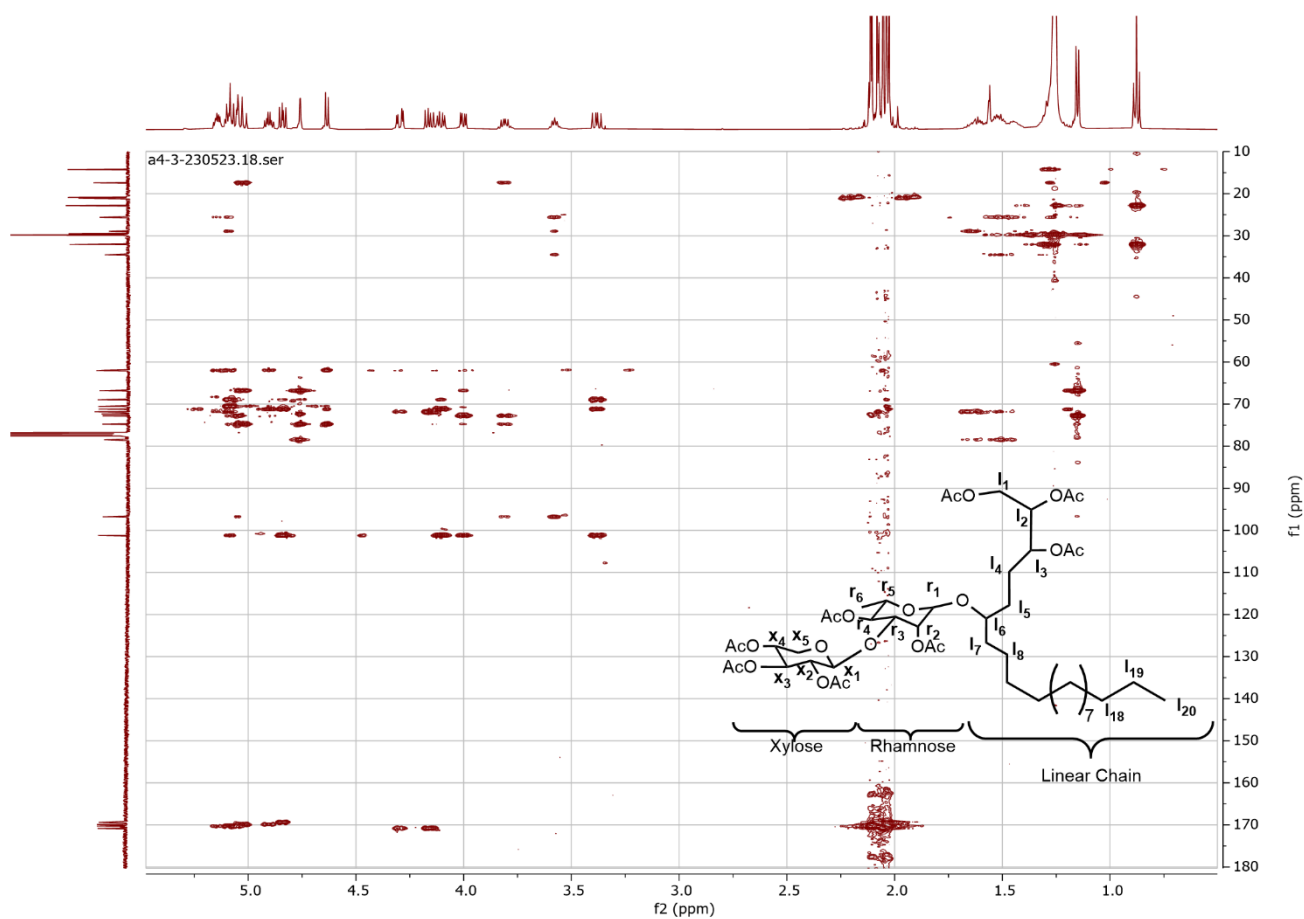 a4-3-230523.18.ser
10
20
30
40
50
60
70
80
90
100
110
120
130
140
150
160
170
180
f1 (ppm)
5.0 4.5 4.0 3.5 3.0 2.5 2.0 1.5 1.0
f2 (ppm)
l1
AcO OAc
l2
OAc
l4 l3
r6 r5 r1 O l5
O
AcO r4 r3 r2 l6
l7
x4 x5 O OAc l8
AcO O
AcO x3 x2 x1
OAc
l19
7 l18 l20
Xylose Rhamnose
Linear Chain